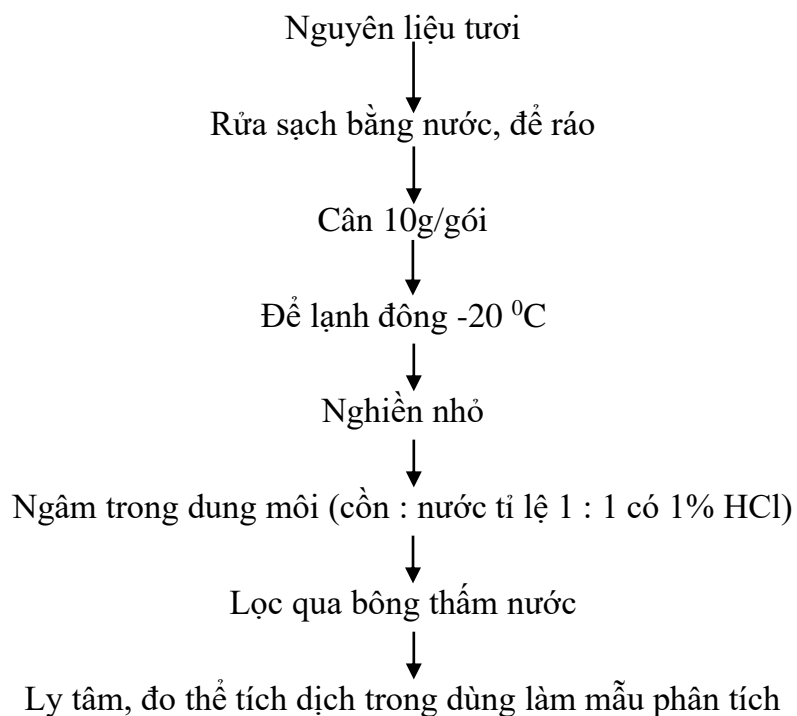 Nguyên liệu tươi
Rửa sạch bằng nước, để ráo
Cân 10g/gói
Để lạnh đông -20 ⁰C
Nghiền nhỏ
Ngâm trong dung môi (cồn : nước tỉ lệ 1 : 1 có 1% HCl)
Lọc qua bông thấm nước
Ly tâm, đo thể tích dịch trong dùng làm mẫu phân tích